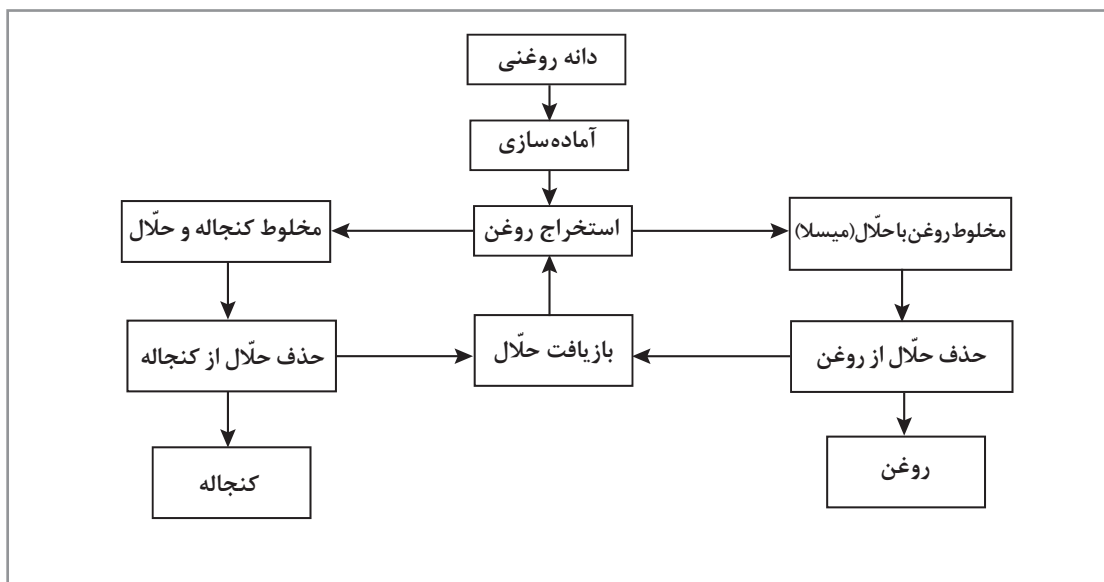 دانه روغنی
آماده‌سازی
استخراج روغن
مخلوط روغن با حلّال (میسلا)
مخلوط کنجاله و حلّال
حذف حلّال از روغن
بازیافت حلّال
حذف حلّال از کنجاله
روغن
کنجاله